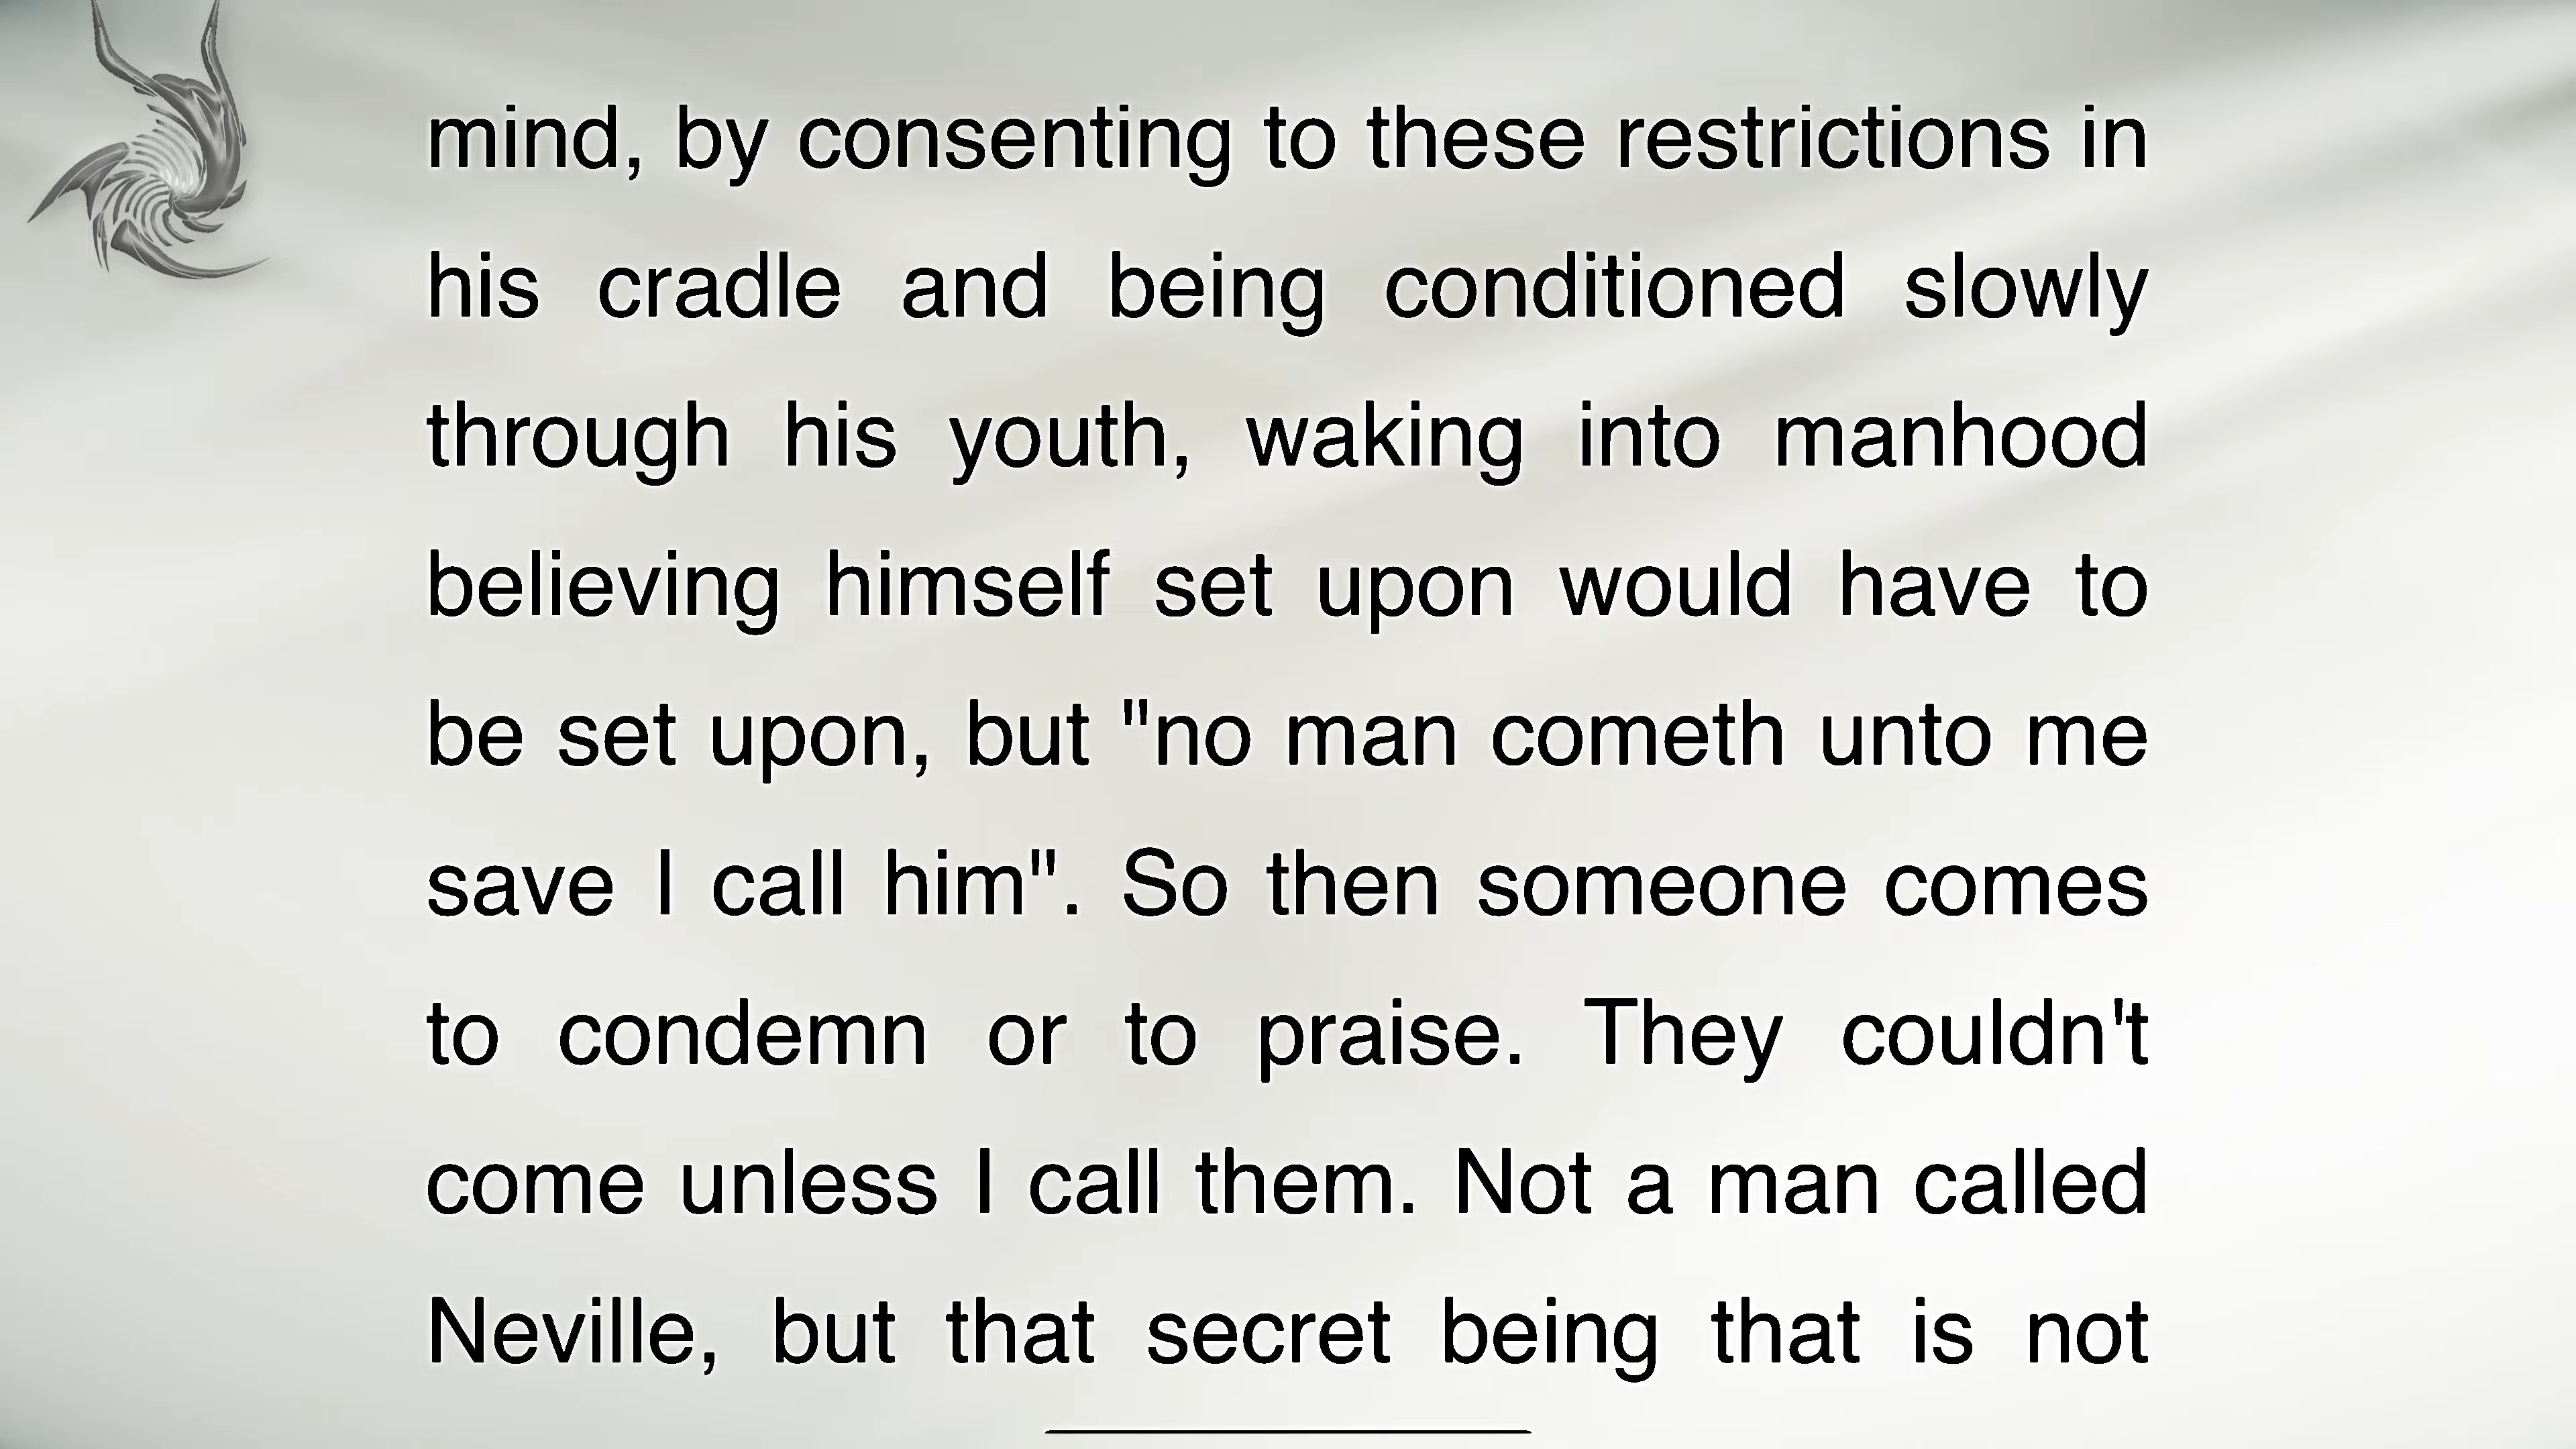 mind, by consenting to these restrictions in
his cradle and being conditioned slowly
through his youth, waking into manhood
believing himself set upon would have to
be set upon, but "no man cometh unto me
save I call him". So then someone comes
to condemn or to praise. They couldn't
come unless I call them. Not a man called
Neville, but that secret being that is not